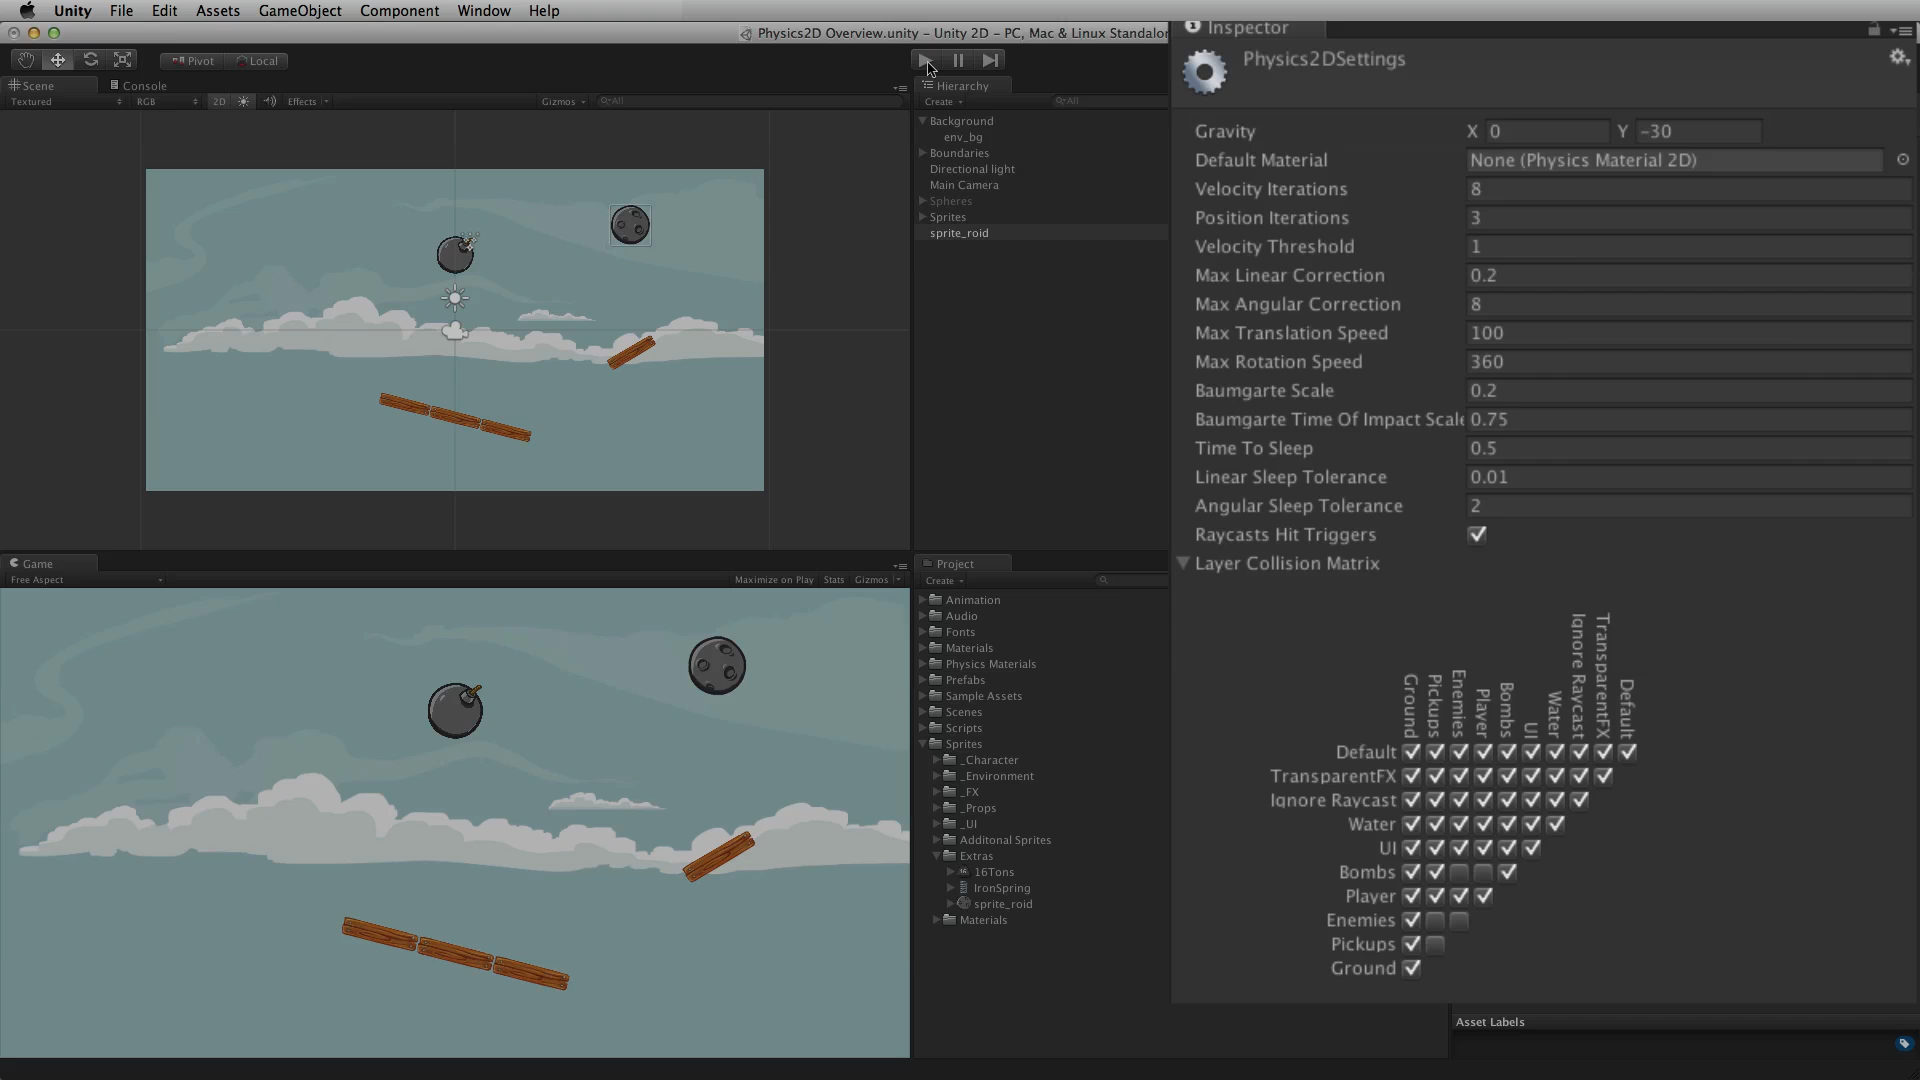 Unity File Edit Assets GameObject Component Window Help
Physics2D Overview.unity – Unity 2D – PC, Mac & Linux Standalo
Pivot Local
Scene Console
Textured RGB 2D Effects Gizmos All
Hierarchy
Create All
Background
env_bg
Boundaries
Directional light
Main Camera
Spheres
Sprites
sprite_roid
Game
Free Aspect Maximize on Play Stats Gizmos
Project
Create
Animation
Audio
Fonts
Materials
Physics Materials
Prefabs
Sample Assets
Scenes
Scripts
Sprites
_Character
_Environment
_FX
_Props
_UI
Additonal Sprites
Extras
16Tons
IronSpring
sprite_roid
Materials
Inspector
Physics2DSettings
Gravity X 0 Y -30
Default Material None (Physics Material 2D)
Velocity Iterations 8
Position Iterations 3
Velocity Threshold 1
Max Linear Correction 0.2
Max Angular Correction 8
Max Translation Speed 100
Max Rotation Speed 360
Baumgarte Scale 0.2
Baumgarte Time Of Impact Scale 0.75
Time To Sleep 0.5
Linear Sleep Tolerance 0.01
Angular Sleep Tolerance 2
Raycasts Hit Triggers
Layer Collision Matrix
Ground
Pickups
Enemies
Player
Bombs
UI
Water
Ignore Raycast
TransparentFX
Default
Default
TransparentFX
Ignore Raycast
Water
UI
Bombs
Player
Enemies
Pickups
Ground
Asset Labels